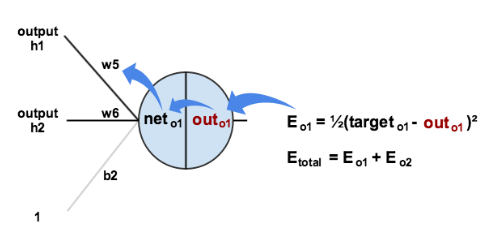 output
h1
w5
output
h2
w6
net o1
out o1
E o1 = ½(target o1 - out o1 )²
E total = E o1 + E o2
b2
1